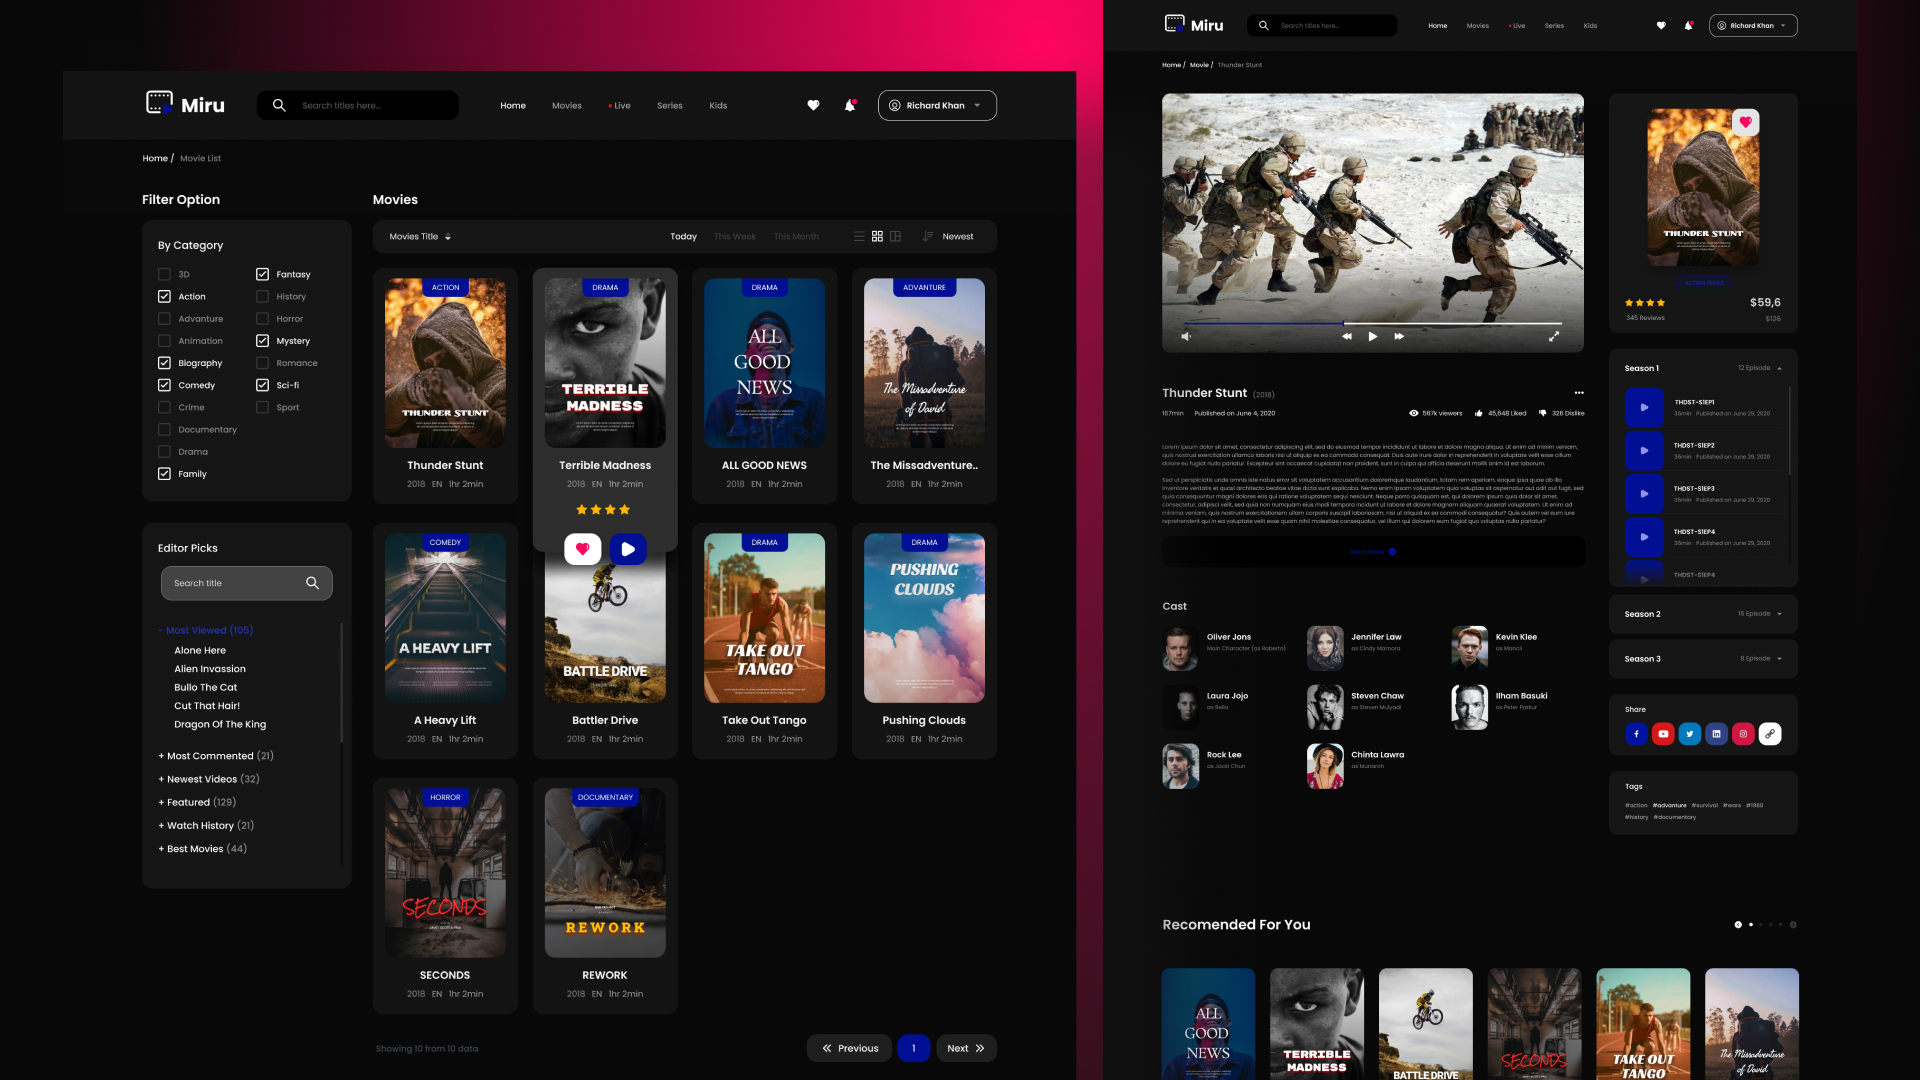 Miru
Search titles here...
Home Movies Live Series Kids
Richard Khan
Home / Movie List
Filter Option
By Category
3D
Action
Advanture
Animation
Biography
Comedy
Crime
Documentary
Drama
Family
Fantasy
History
Horror
Mystery
Romance
Sci-fi
Sport
Editor Picks
Search title
- Most Viewed (105)
Alone Here
Alien Invassion
Bullo The Cat
Cut That Hair!
Dragon Of The King
+ Most Commented (21)
+ Newest Videos (32)
+ Featured (129)
+ Watch History (21)
+ Best Movies (44)
Movies
Movies Title Today This Week This Month Newest
ACTION
THUNDER STUNT
Thunder Stunt
2018 EN 1hr 2min
DRAMA
TERRIBLE
MADNESS
Terrible Madness
2018 EN 1hr 2min
DRAMA
ALL
GOOD
NEWS
ALL GOOD NEWS
2018 EN 1hr 2min
ADVANTURE
The Missadventure
of David
The Missadventure..
2018 EN 1hr 2min
COMEDY
A HEAVY LIFT
A Heavy Lift
2018 EN 1hr 2min
BATTLE DRIVE
Battler Drive
2018 EN 1hr 2min
DRAMA
TAKE OUT
TANGO
Take Out Tango
2018 EN 1hr 2min
DRAMA
PUSHING
CLOUDS
Pushing Clouds
2018 EN 1hr 2min
HORROR
SECONDS
SECONDS
2018 EN 1hr 2min
DOCUMENTARY
REWORK
REWORK
2018 EN 1hr 2min
Showing 10 from 10 data
Previous 1 Next
Miru
Search titles here...
Home Movies Live Series Kids
Richard Khan
Home / Movie / Thunder Stunt
Thunder Stunt (2018)
167min Published on June 4, 2020
567k viewers 45,648 Liked 326 Dislike
Lorem ipsum dolor sit amet, consectetur adipiscing elit, sed do eiusmod tempor incididunt ut labore et dolore magna aliqua. Ut enim ad minim veniam,
quis nostrud exercitation ullamco laboris nisi ut aliquip ex ea commodo consequat. Duis aute irure dolor in reprehenderit in voluptate velit esse cillum
dolore eu fugiat nulla pariatur. Excepteur sint occaecat cupidatat non proident, sunt in culpa qui officia deserunt mollit anim id est laborum.
Sed ut perspiciatis unde omnis iste natus error sit voluptatem accusantium doloremque laudantium, totam rem aperiam, eaque ipsa quae ab illo
inventore veritatis et quasi architecto beatae vitae dicta sunt explicabo. Nemo enim ipsam voluptatem quia voluptas sit aspernatur aut odit aut fugit, sed
quia consequuntur magni dolores eos qui ratione voluptatem sequi nesciunt. Neque porro quisquam est, qui dolorem ipsum quia dolor sit amet,
consectetur, adipisci velit, sed quia non numquam eius modi tempora incidunt ut labore et dolore magnam aliquam quaerat voluptatem. Ut enim ad
minima veniam, quis nostrum exercitationem ullam corporis suscipit laboriosam, nisi ut aliquid ex ea commodi consequatur? Quis autem vel eum iure
reprehenderit qui in ea voluptate velit esse quam nihil molestiae consequatur, vel illum qui dolorem eum fugiat quo voluptas nulla pariatur?
Read More
Cast
Oliver Jons
Main Character (as Roberto)
Jennifer Law
as Cindy Mamora
Kevin Klee
as Mancii
Laura Jojo
as Bella
Steven Chaw
as Steven Mulyadi
Ilham Basuki
as Peter Parkur
Rock Lee
as Jacki Chun
Chinta Lawra
as Munaroh
THUNDER STUNT
ACTION SERIES
345 Reviews
$59,6
$126
Season 1 12 Episode
THDST-S1EP1
36min Published on June 29, 2020
THDST-S1EP2
36min Published on June 29, 2020
THDST-S1EP3
36min Published on June 29, 2020
THDST-S1EP4
36min Published on June 29, 2020
THDST-S1EP4
Season 2 16 Episode
Season 3 8 Episode
Share
Tags
#action #advanture #survival #wars #1980
#history #documentary
Recomended For You
ALL
GOOD
NEWS
TERRIBLE
MADNESS
BATTLE DRIVE
SECONDS
TAKE OUT
TANGO
The Missadventure
of David